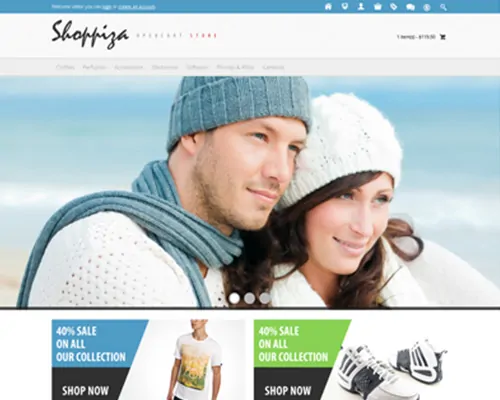 Welcome visitor you can login or create an account.
Shoppiza OPENCART STORE
1 item(s) - $119.50
Clothes Perfumes Accessories Electronics Software Phones & PDAs Cameras
40% SALE
ON ALL
OUR COLLECTION
SHOP NOW
40% SALE
ON ALL
OUR COLLECTION
SHOP NOW